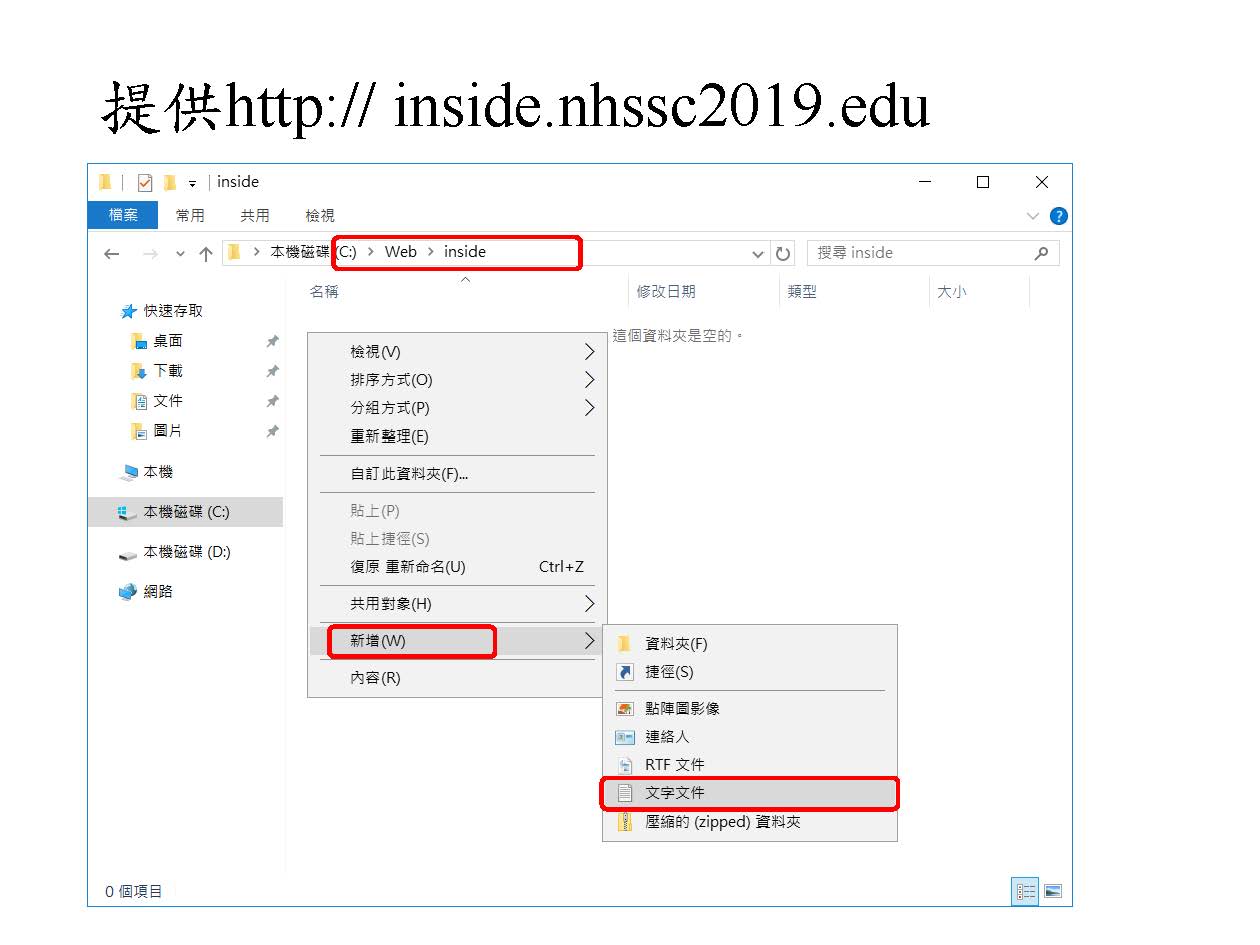 提供http:// inside.nhssc2019.edu
inside
檔案 常用 共用 檢視
本機磁碟 (C:) > Web > inside
搜尋 inside
名稱 修改日期 類型 大小
這個資料夾是空的。
快速存取
桌面
下載
文件
圖片
本機
本機磁碟 (C:)
本機磁碟 (D:)
網路
檢視(V)
排序方式(O)
分組方式(P)
重新整理(E)
自訂此資料夾(F)...
貼上(P)
貼上捷徑(S)
復原 重新命名(U) Ctrl+Z
共用對象(H)
新增(W)
內容(R)
資料夾(F)
捷徑(S)
點陣圖影像
連絡人
RTF 文件
文字文件
壓縮的 (zipped) 資料夾
0 個項目